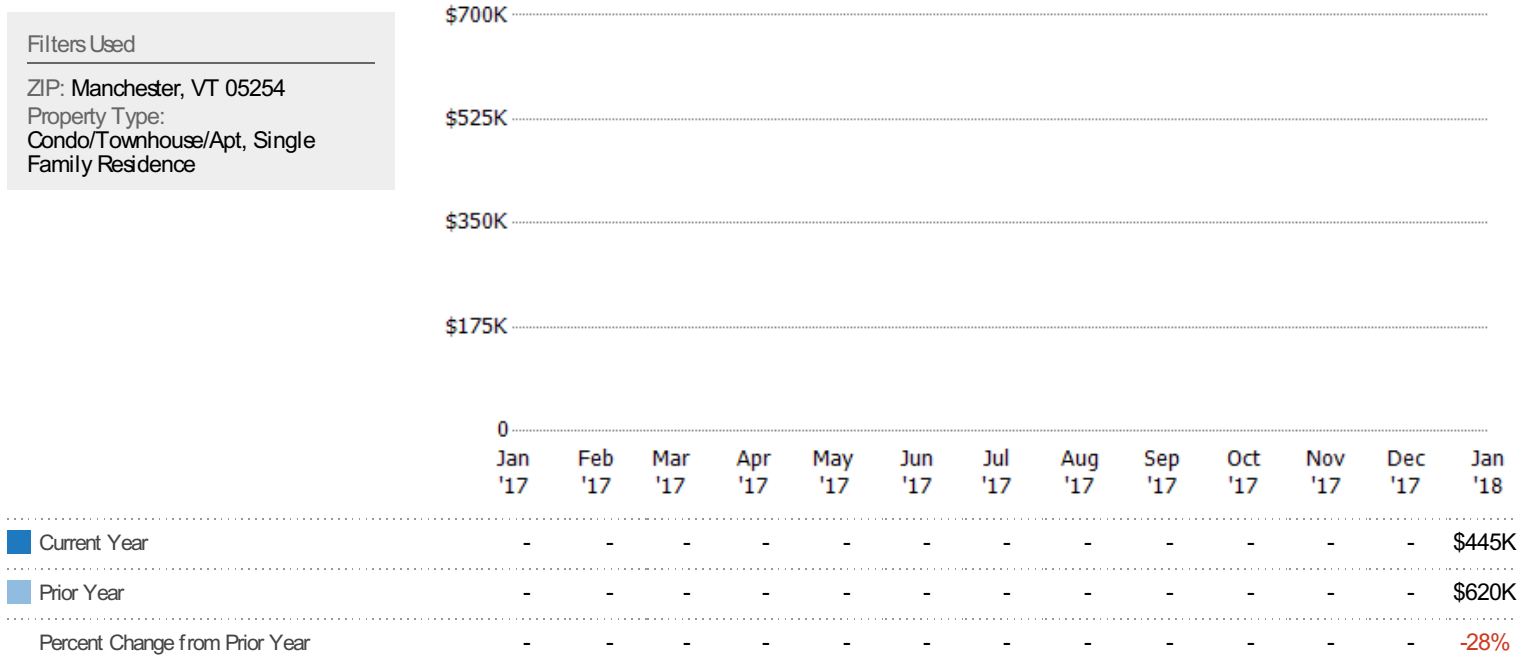 Filters Used
ZIP: Manchester, VT 05254
Property Type:
Condo/Townhouse/Apt, Single
Family Residence
$700K
$525K
$350K
$175K
0
Jan Feb Mar Apr May Jun Jul Aug Sep Oct Nov Dec Jan
'17 '17 '17 '17 '17 '17 '17 '17 '17 '17 '17 '17 '18
Current Year - - - - - - - - - - - - $445K
Prior Year - - - - - - - - - - - - $620K
Percent Change from Prior Year - - - - - - - - - - - - -28%